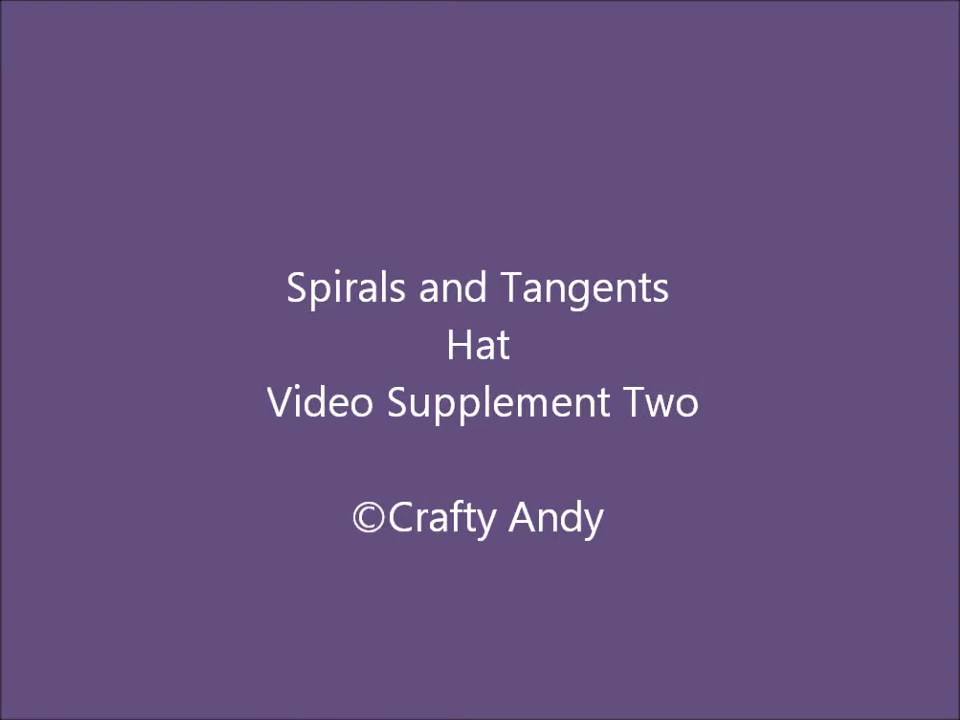 Spirals and Tangents
Hat
Video Supplement Two
©Crafty Andy